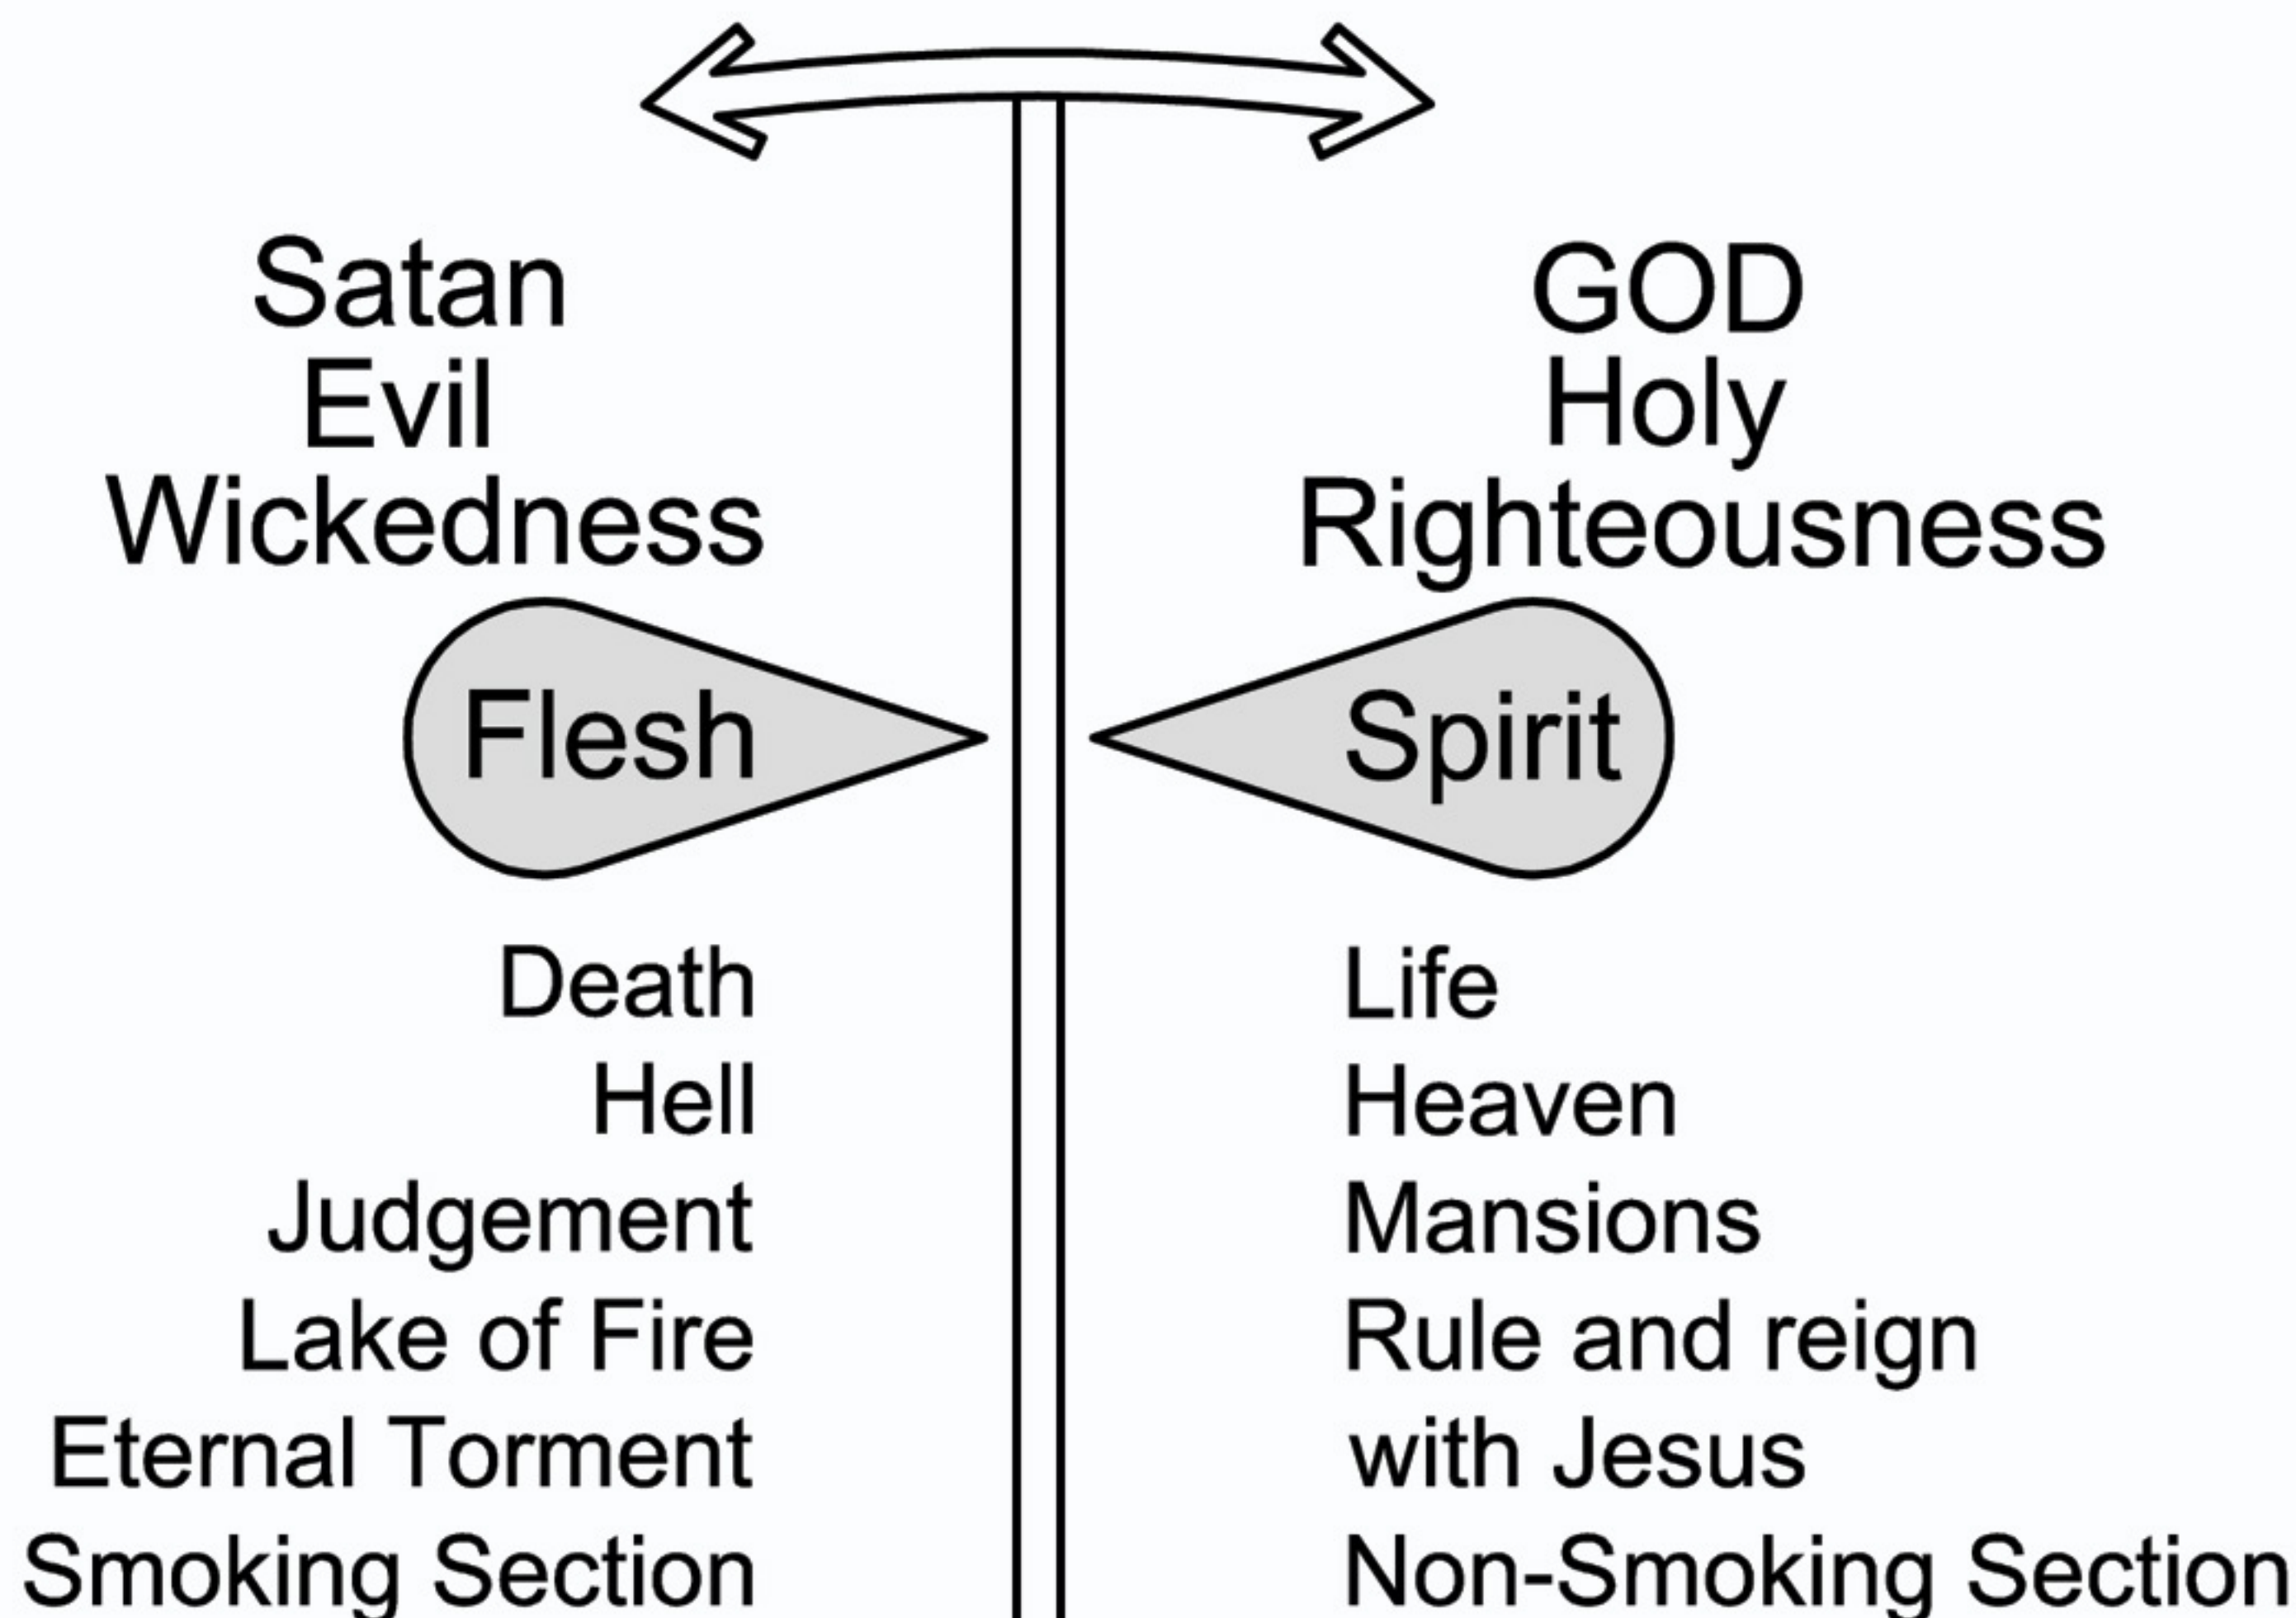 Satan
Evil
Wickedness
Flesh
Death
Hell
Judgement
Lake of Fire
Eternal Torment
Smoking Section
GOD
Holy
Righteousness
Spirit
Life
Heaven
Mansions
Rule and reign
with Jesus
Non-Smoking Section